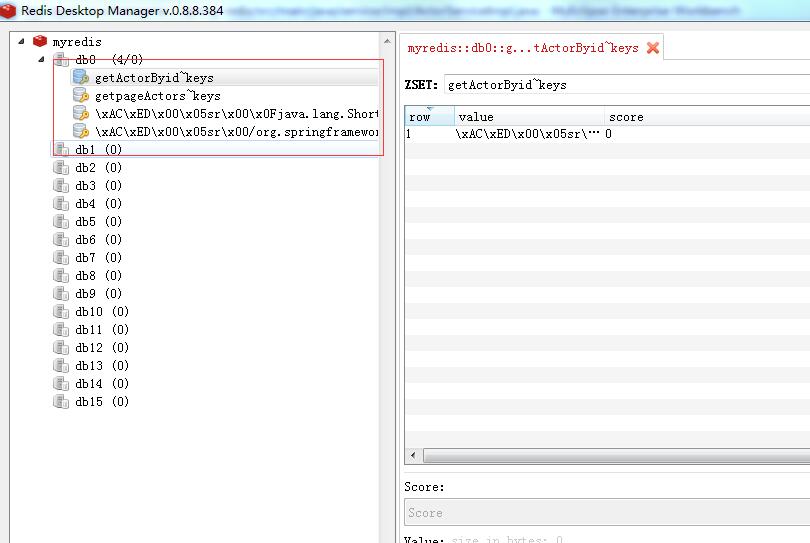 Redis Desktop Manager v.0.8.8.384
myredis
db0 (4/0)
getActorByid~keys
getpageActors~keys
\xAC\xED\x00\x05sr\x00\x0Fjava.lang.Short
\xAC\xED\x00\x05sr\x00/org.springframewor
db1 (0)
db2 (0)
db3 (0)
db4 (0)
db5 (0)
db6 (0)
db7 (0)
db8 (0)
db9 (0)
db10 (0)
db11 (0)
db12 (0)
db13 (0)
db14 (0)
db15 (0)
myredis::db0::g...tActorByid~keys
ZSET: getActorByid~keys
row value score
1 \xAC\xED\x00\x05sr\⋯ 0
Score:
Score
Value: size in bytes: 0